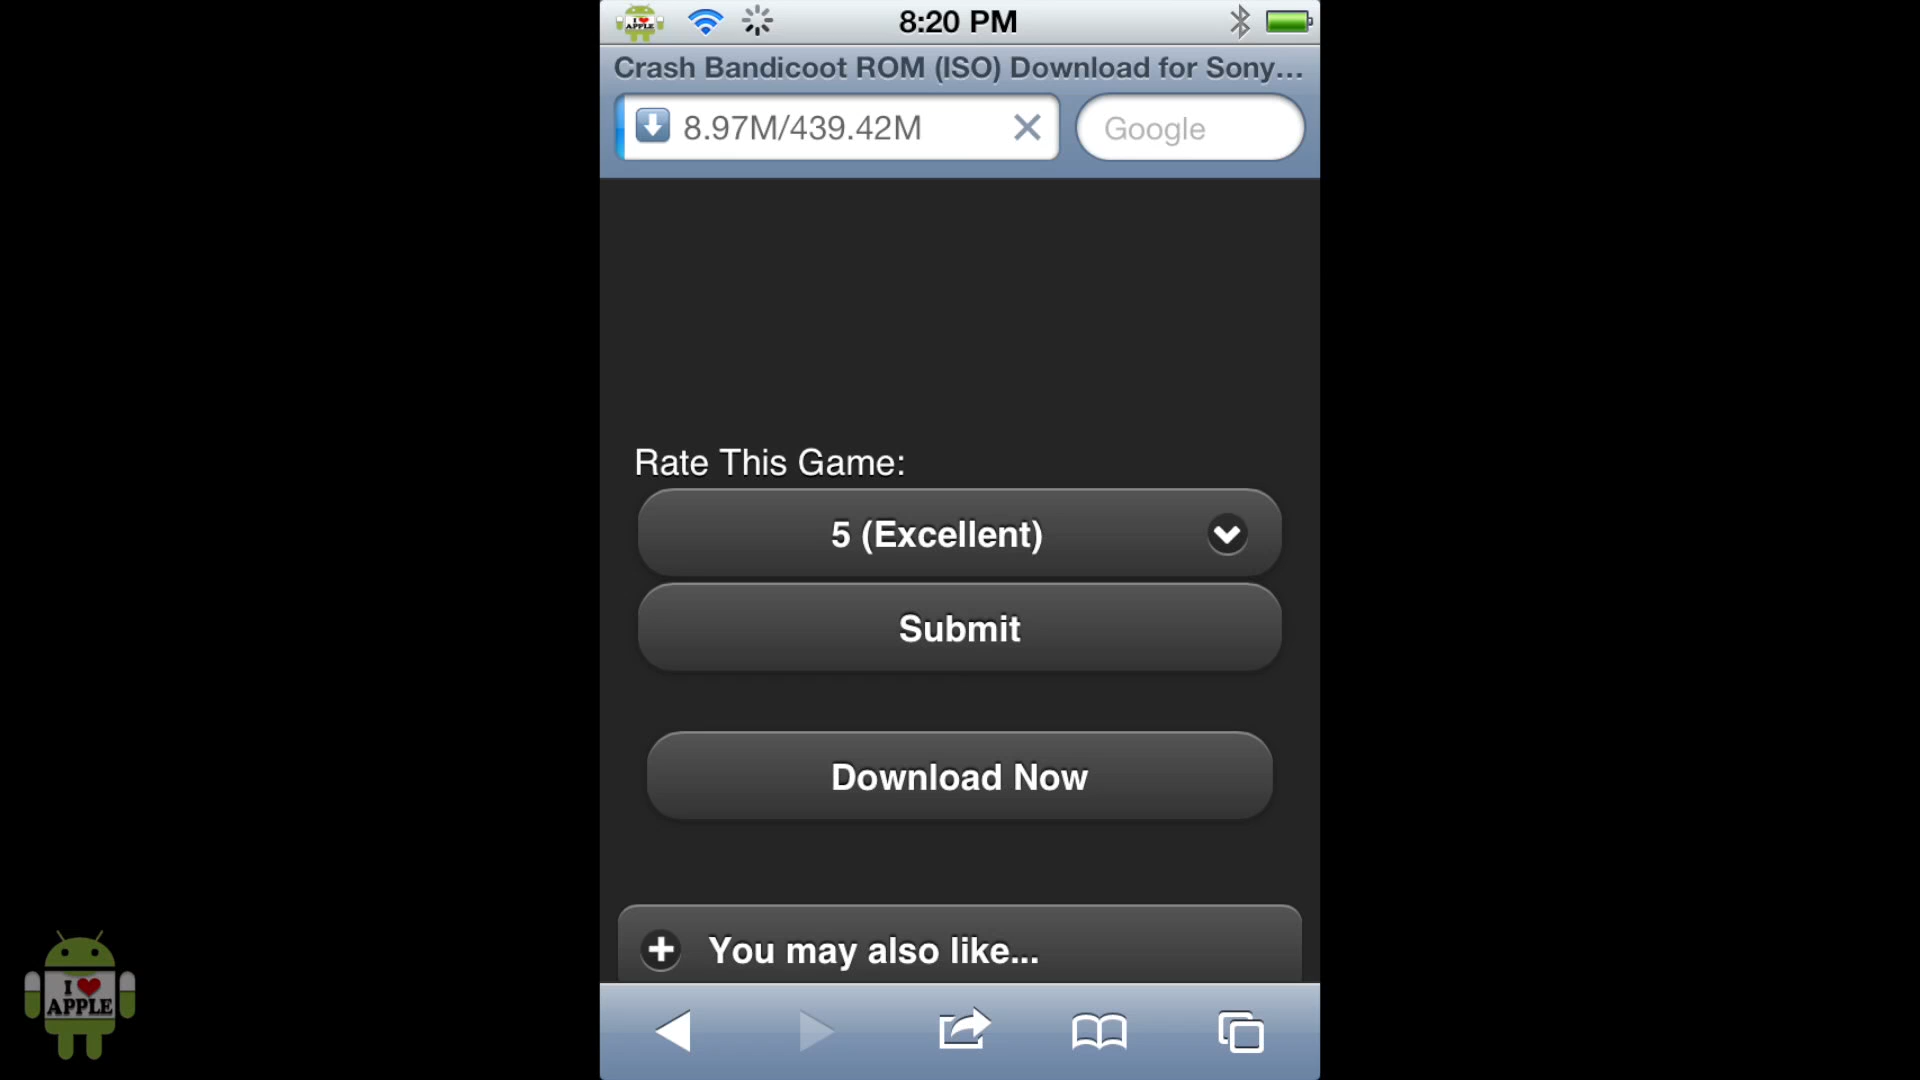 I ♥ APPLE
8:20 PM
Crash Bandicoot ROM (ISO) Download for Sony...
8.97M/439.42M
Google
Rate This Game:
5 (Excellent)
Submit
Download Now
You may also like...
I ♥
APPLE